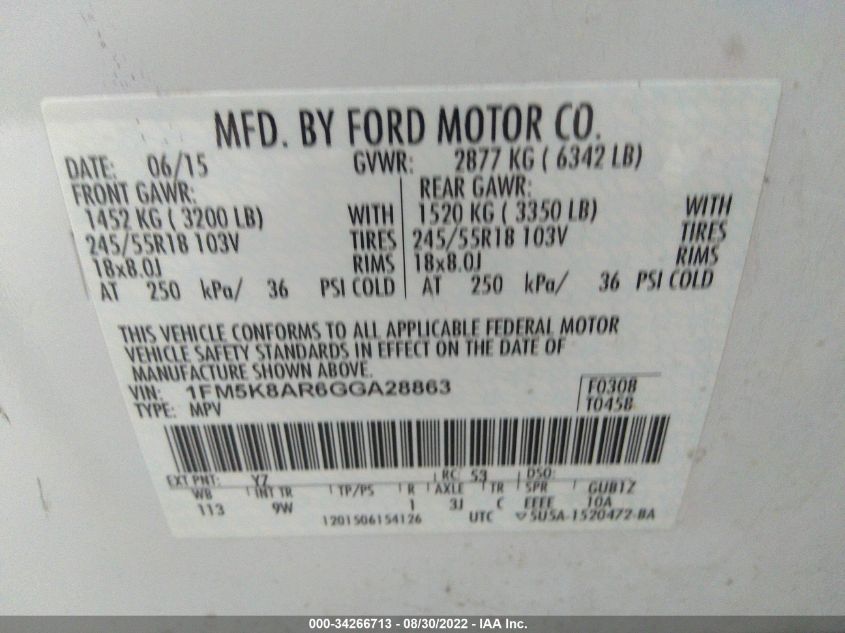 MFD. BY FORD MOTOR CO.
DATE: 06/15 GVWR: 2877 KG ( 6342 LB)
FRONT GAWR: REAR GAWR:
1452 KG ( 3200 LB) WITH 1520 KG ( 3350 LB) WITH
245/55R18 103V TIRES 245/55R18 103V TIRES
18x8.0J RIMS 18x8.0J RIMS
AT 250 kPa/ 36 PSI COLD AT 250 kPa/ 36 PSI COLD
THIS VEHICLE CONFORMS TO ALL APPLICABLE FEDERAL MOTOR
VEHICLE SAFETY STANDARDS IN EFFECT ON THE DATE OF
MANUFACTURE SHOWN ABOVE.
VIN: 1FM5K8AR6GGA28863 F0308
TYPE: MPV T0458
EXT PNT: YZ RC: 53 DSO:
WB INT TR TP/PS R AXLE TR SPR GUB1Z
113 9W 1 3J C EEEE 10A
1201506154126 UTC 5USA-1520472-BA
000-34266713 - 08/30/2022 - IAA Inc.